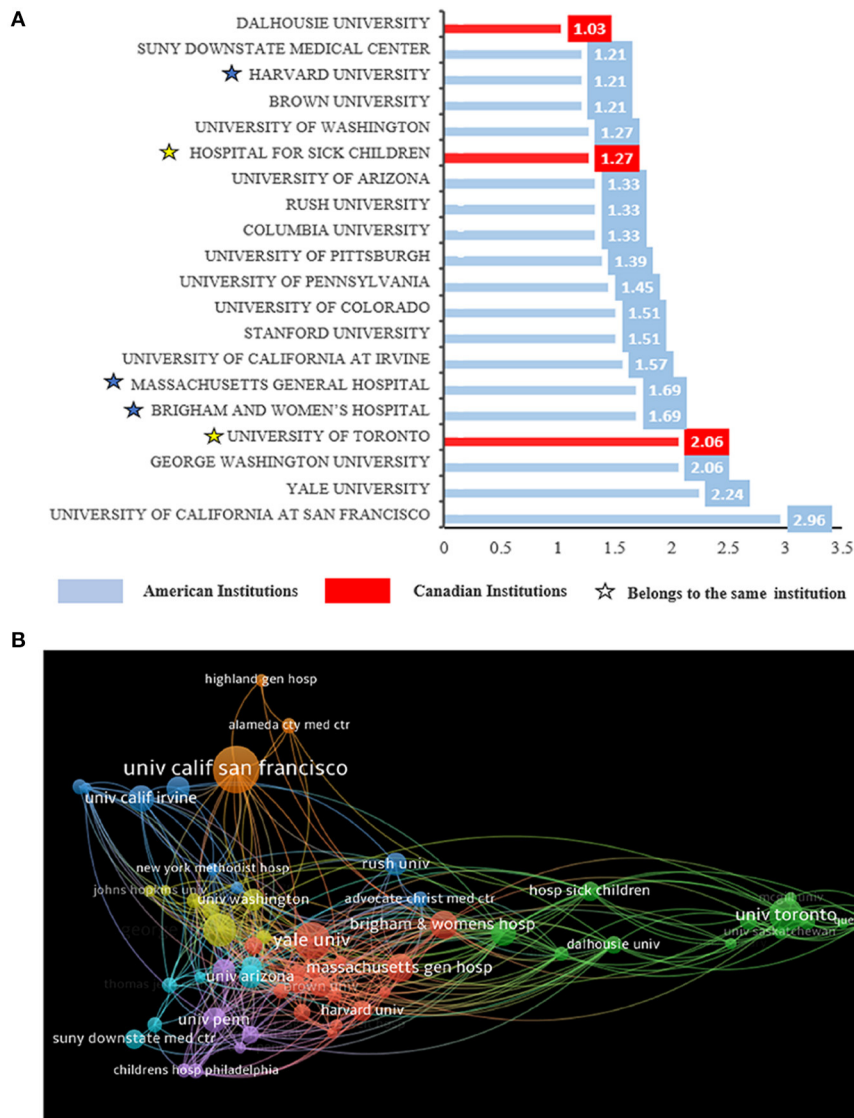 A
DALHOUSIE UNIVERSITY 1.03
SUNY DOWNSTATE MEDICAL CENTER 1.21
HARVARD UNIVERSITY 1.21
BROWN UNIVERSITY 1.21
UNIVERSITY OF WASHINGTON 1.27
HOSPITAL FOR SICK CHILDREN 1.27
UNIVERSITY OF ARIZONA 1.33
RUSH UNIVERSITY 1.33
COLUMBIA UNIVERSITY 1.33
UNIVERSITY OF PITTSBURGH 1.39
UNIVERSITY OF PENNSYLVANIA 1.45
UNIVERSITY OF COLORADO 1.51
STANFORD UNIVERSITY 1.51
UNIVERSITY OF CALIFORNIA AT IRVINE 1.57
MASSACHUSETTS GENERAL HOSPITAL 1.69
BRIGHAM AND WOMEN'S HOSPITAL 1.69
UNIVERSITY OF TORONTO 2.06
GEORGE WASHINGTON UNIVERSITY 2.06
YALE UNIVERSITY 2.24
UNIVERSITY OF CALIFORNIA AT SAN FRANCISCO 2.96
0 0.5 1 1.5 2 2.5 3 3.5
American Institutions Canadian Institutions Belongs to the same institution
B
highland gen hosp
alameda cty med ctr
univ calif san francisco
univ calif irvine
new york methodist hosp
rush univ
johns hopkins univ
hosp sick children
univ washington
advocate christ med ctr
univ toronto
brigham & womens hosp
univ saskatchewan
yale univ
dalhousie univ
massachusetts gen hosp
univ arizona
brown univ
harvard univ
univ penn
suny downstate med ctr
childrens hosp philadelphia